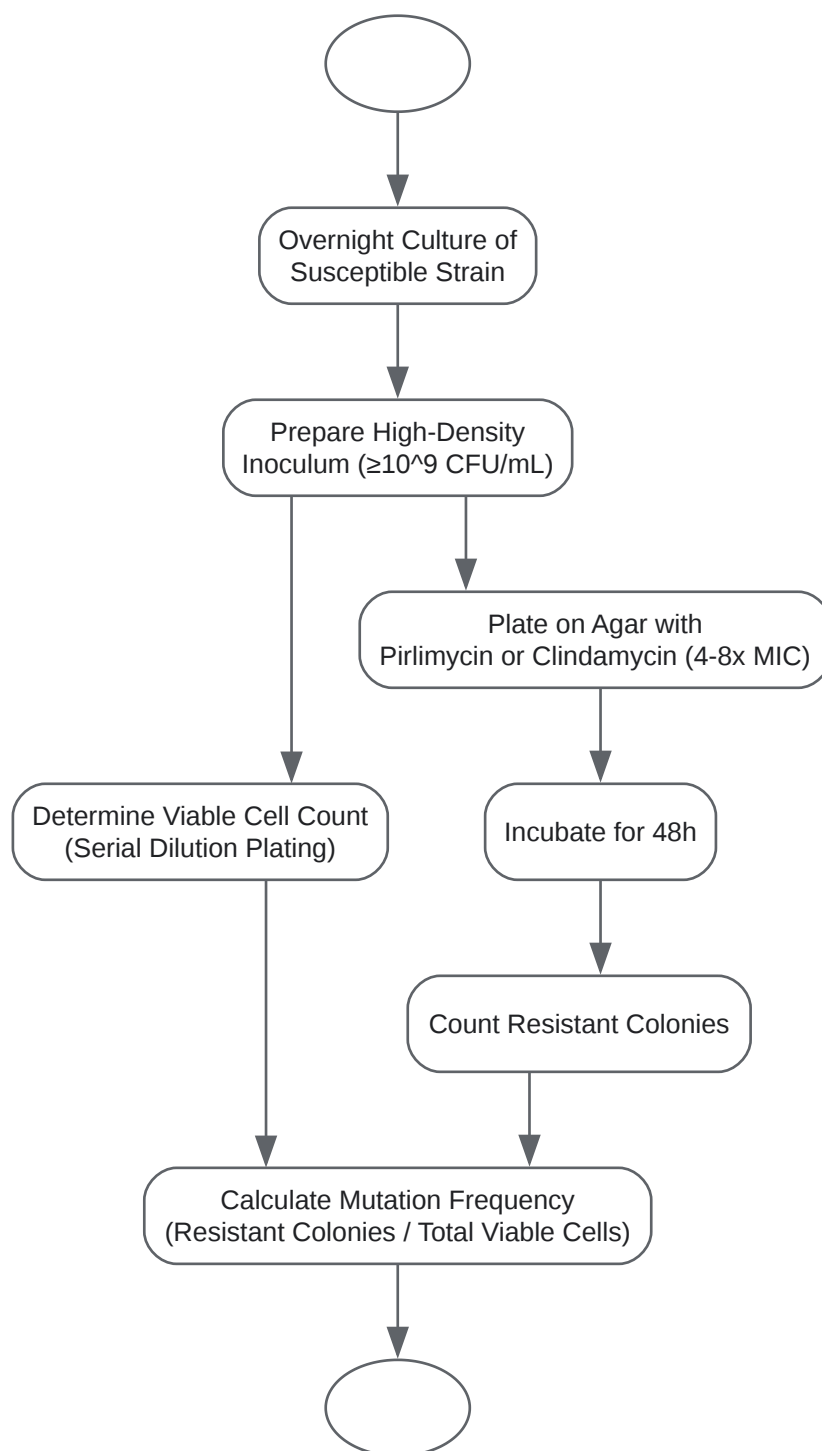 Overnight Culture of
Susceptible Strain
Prepare High-Density
Inoculum (≥10^9 CFU/mL)
Plate on Agar with
Pirlimycin or Clindamycin (4-8x MIC)
Determine Viable Cell Count
(Serial Dilution Plating)
Incubate for 48h
Count Resistant Colonies
Calculate Mutation Frequency
(Resistant Colonies / Total Viable Cells)